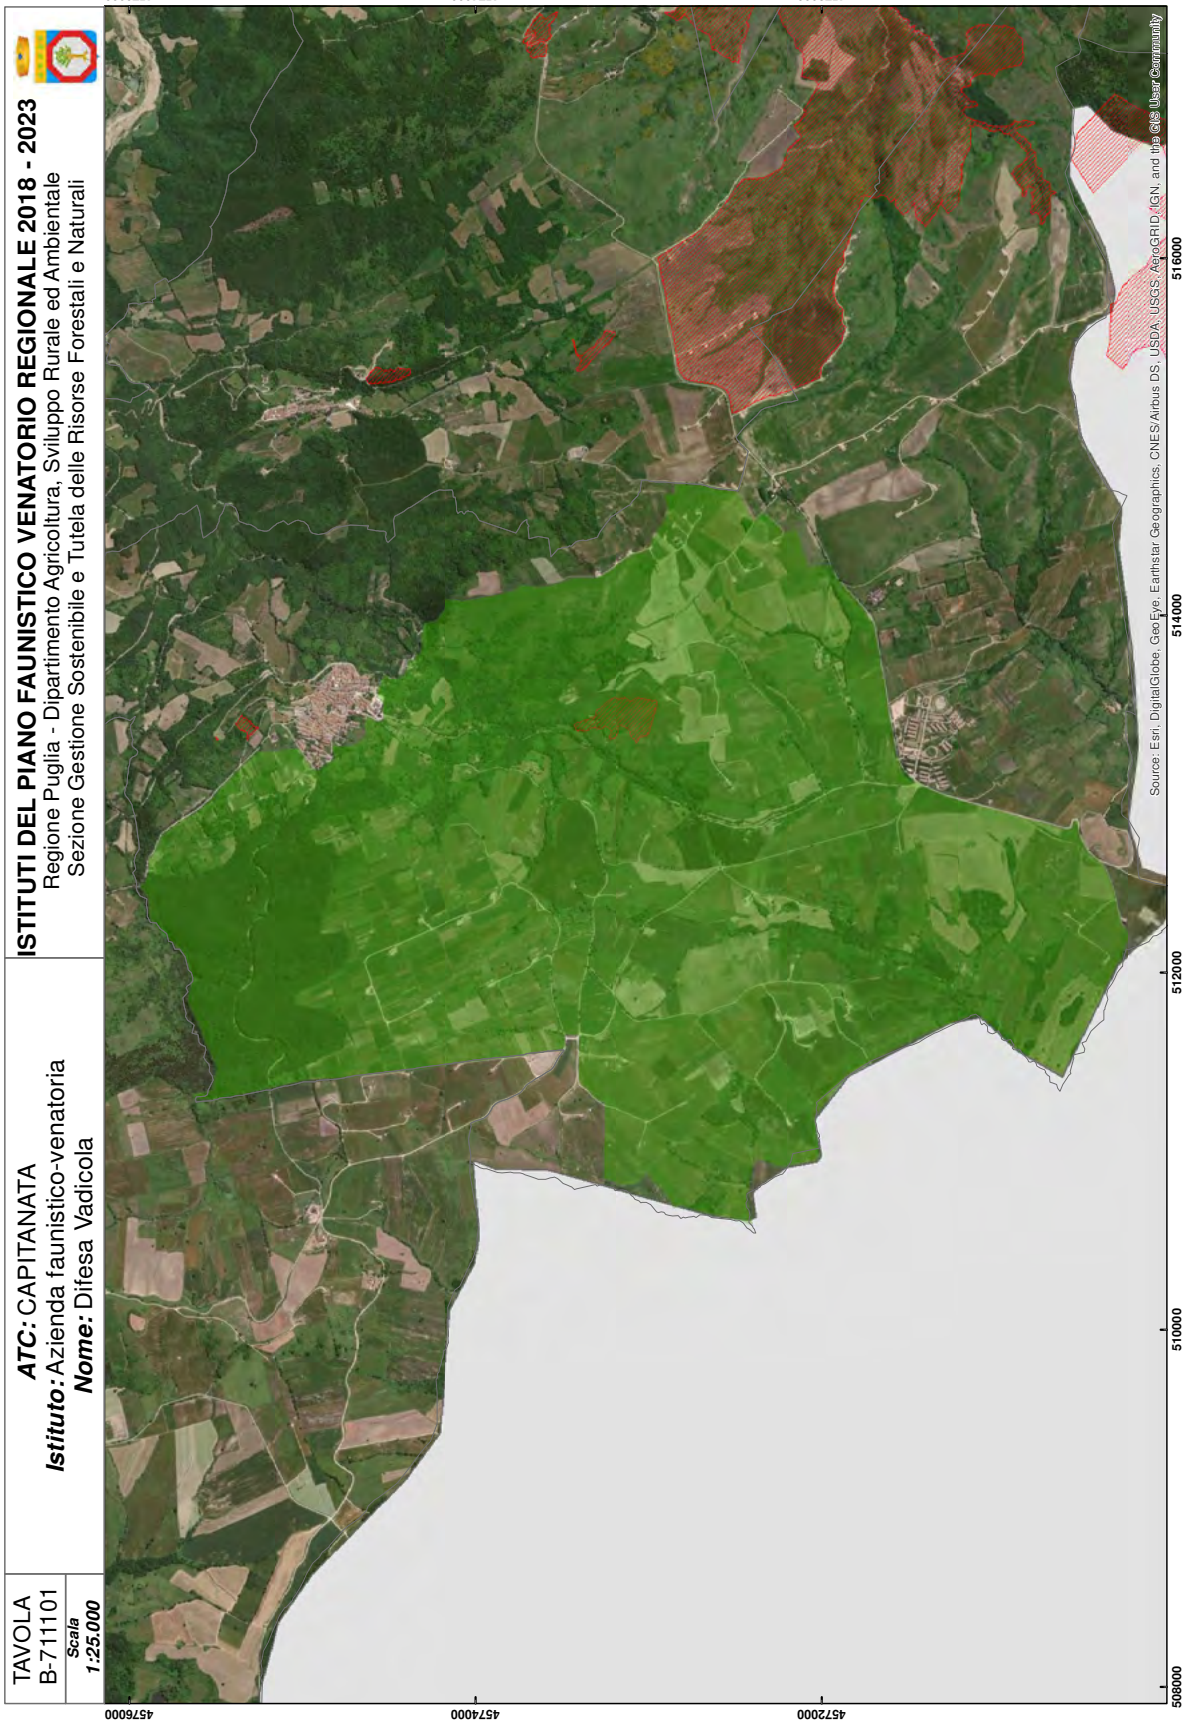 TAVOLA
B-711101
Scala
1:25.000
ATC: CAPITANATA
Istituto: Azienda faunistico-venatoria
Nome: Difesa Vadicola
ISTITUTI DEL PIANO FAUNISTICO VENATORIO REGIONALE 2018 - 2023
Regione Puglia - Dipartimento Agricoltura, Sviluppo Rurale ed Ambientale
Sezione Gestione Sostenibile e Tutela delle Risorse Forestali e Naturali
4576000
4574000
4572000
508000
510000
512000
514000
516000
Source: Esri, DigitalGlobe, GeoEye, Earthstar Geographics, CNES/Airbus DS, USDA, USGS, AeroGRID, IGN, and the GIS User Community